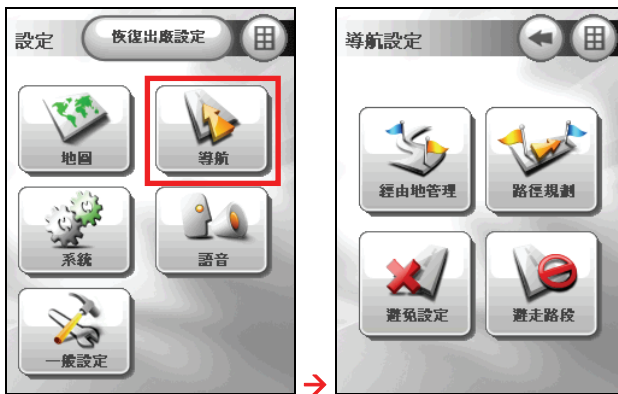 設定
恢復出廠設定
地圖
導航
系統
語音
一般設定
導航設定
經由地管理
路徑規劃
避免設定
避走路段